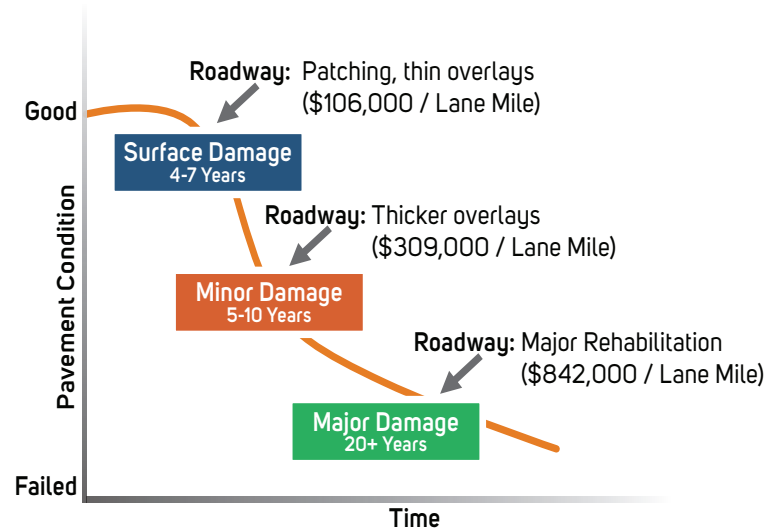 Roadway: Patching, thin overlays
($106,000 / Lane Mile)
Good
Surface Damage
4-7 Years
Roadway: Thicker overlays
($309,000 / Lane Mile)
Minor Damage
5-10 Years
Roadway: Major Rehabilitation
($842,000 / Lane Mile)
Major Damage
20+ Years
Pavement Condition
Failed
Time